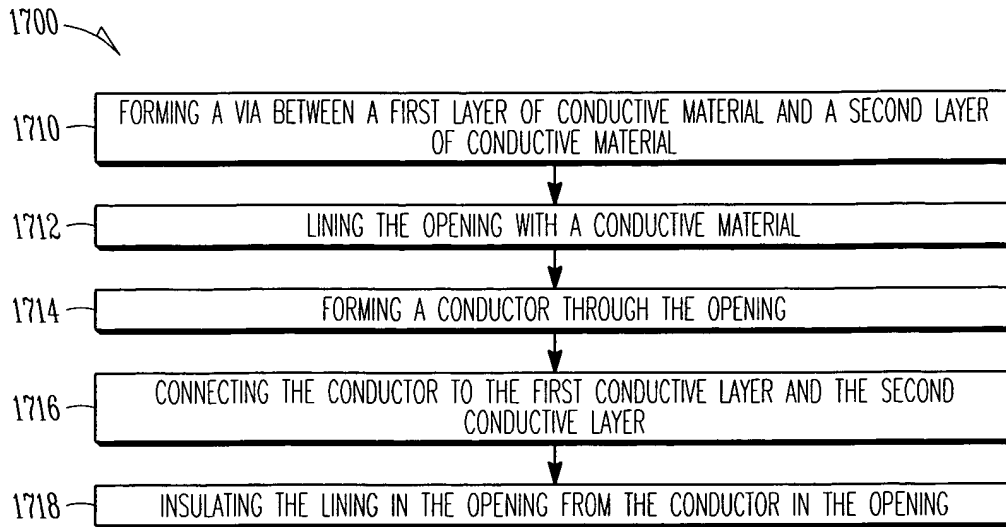 1700
1710
FORMING A VIA BETWEEN A FIRST LAYER OF CONDUCTIVE MATERIAL AND A SECOND LAYER
OF CONDUCTIVE MATERIAL
1712
LINING THE OPENING WITH A CONDUCTIVE MATERIAL
1714
FORMING A CONDUCTOR THROUGH THE OPENING
1716
CONNECTING THE CONDUCTOR TO THE FIRST CONDUCTIVE LAYER AND THE SECOND
CONDUCTIVE LAYER
1718
INSULATING THE LINING IN THE OPENING FROM THE CONDUCTOR IN THE OPENING